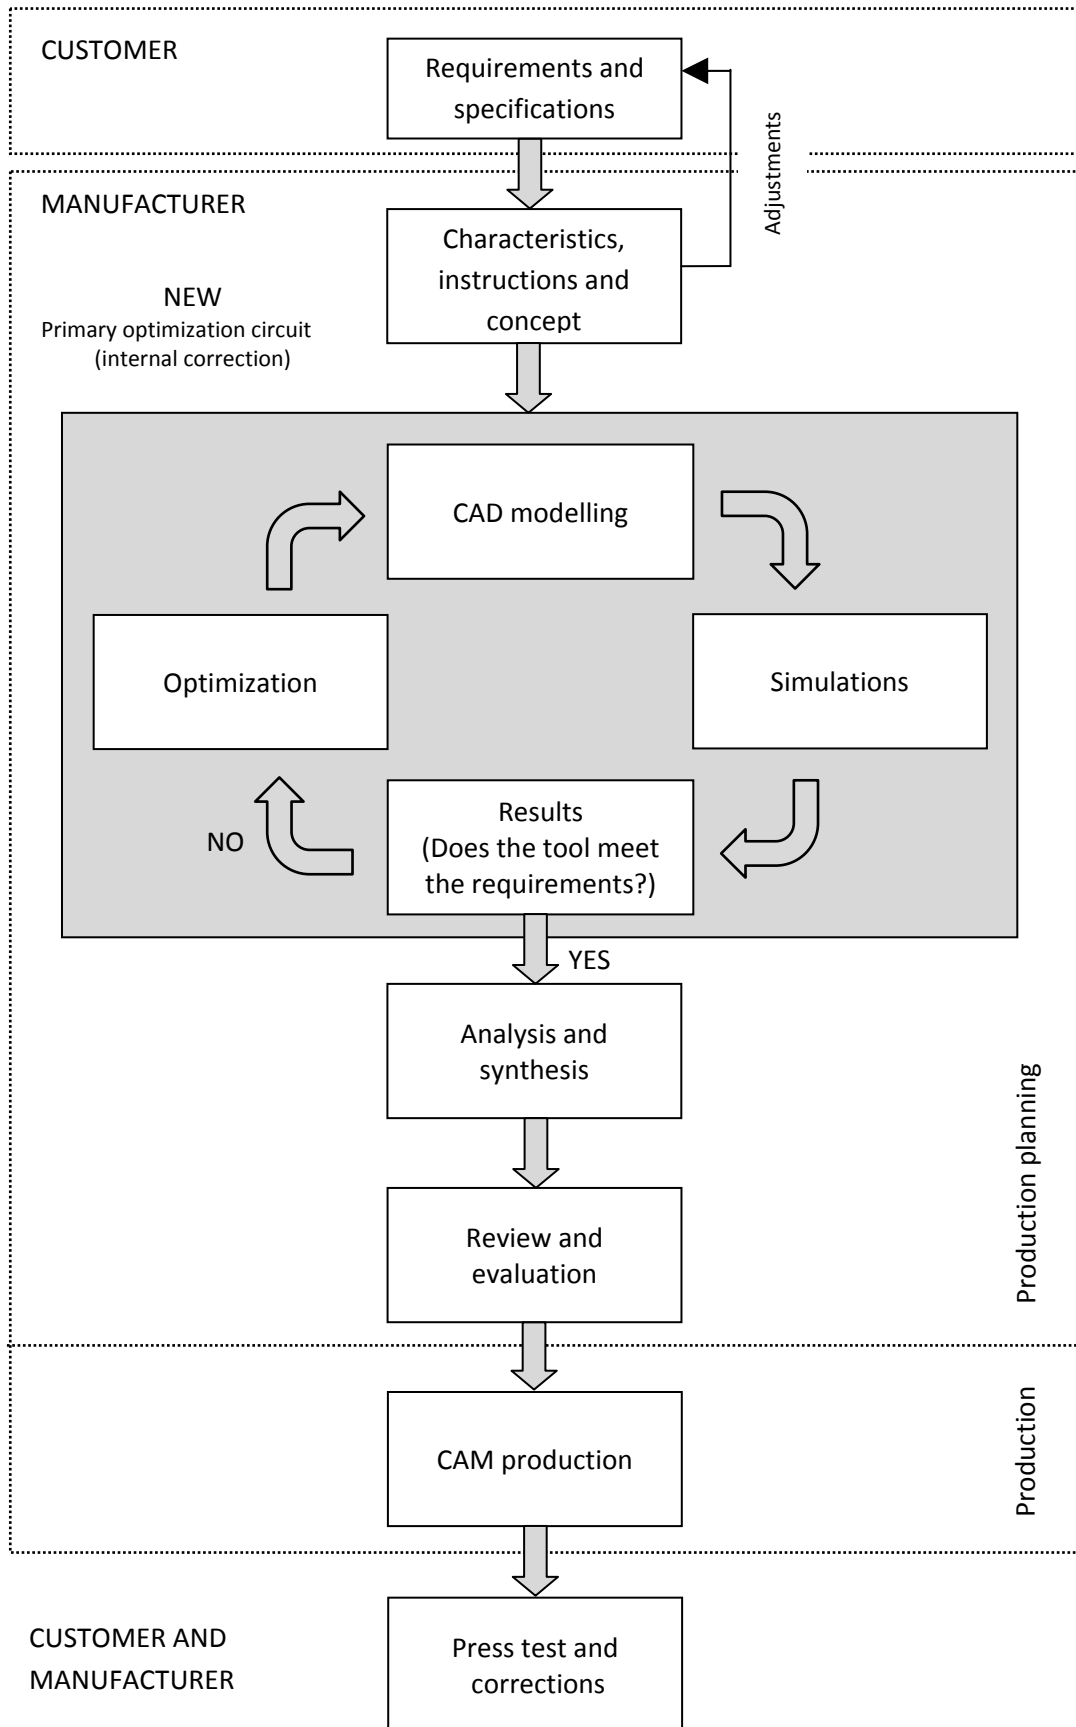 CUSTOMER
Requirements and
specifications
Adjustments
MANUFACTURER
Characteristics,
instructions and
concept
NEW
Primary optimization circuit
(internal correction)
CAD modelling
Optimization
Simulations
Results
(Does the tool meet
the requirements?)
NO
YES
Analysis and
synthesis
Production planning
Review and
evaluation
CAM production
Production
CUSTOMER AND
MANUFACTURER
Press test and
corrections